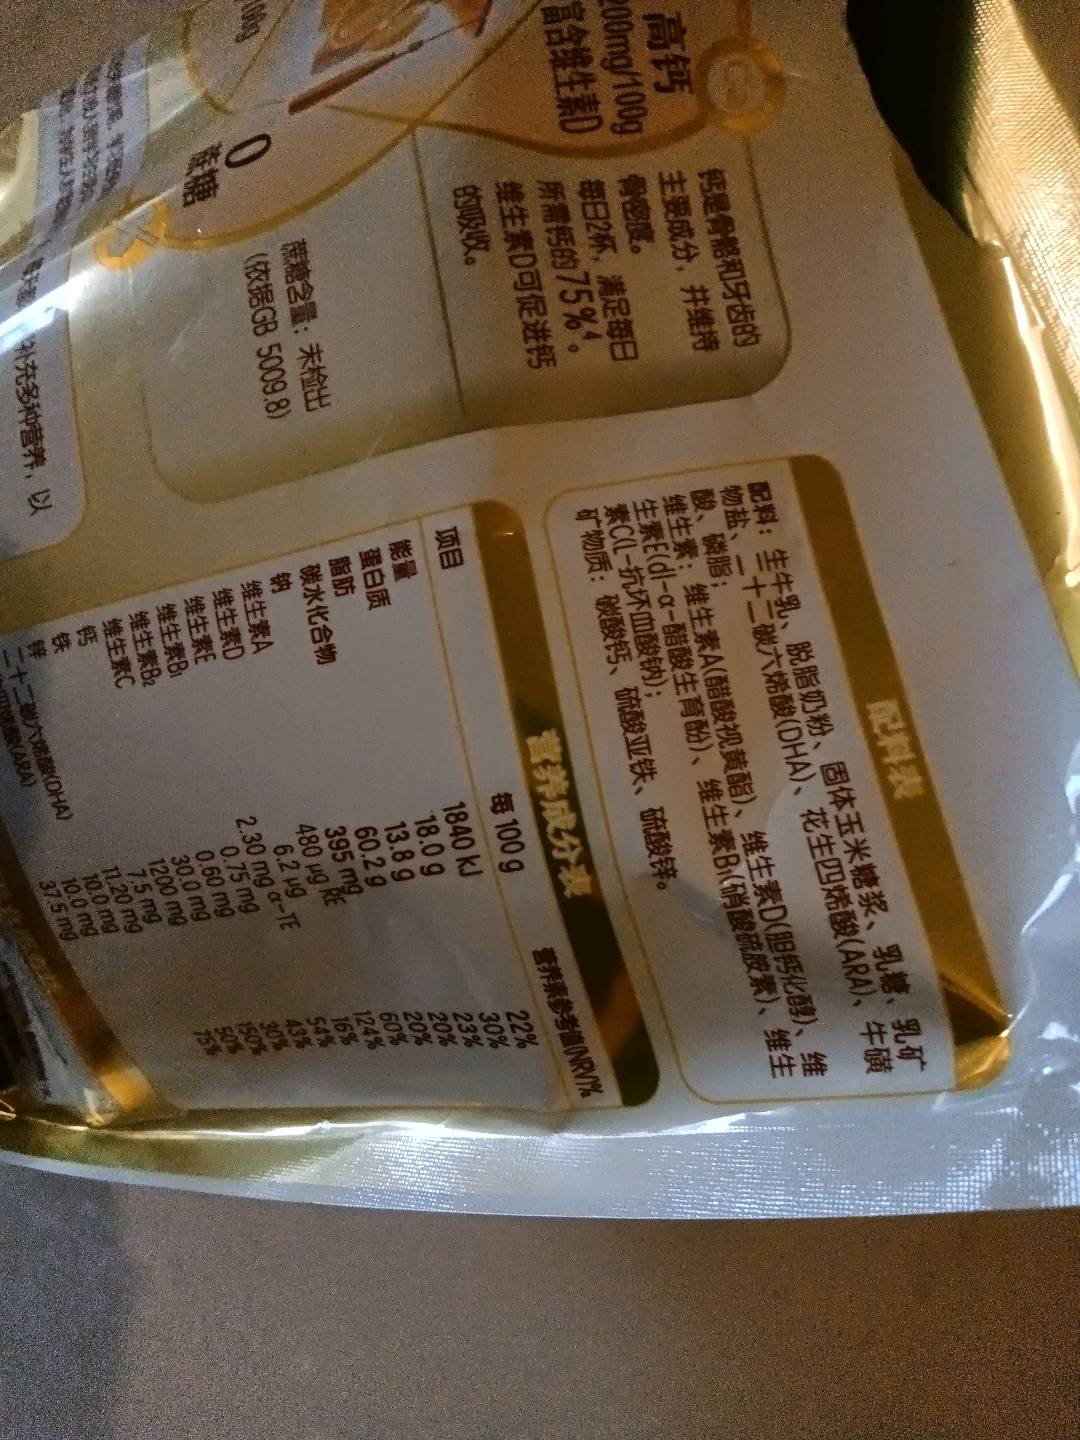 高钙
200mg/100g
富含维生素D
钙是骨骼和牙齿的
主要成分，并维持
骨密度。
每日2杯，满足每日
所需钙的75%⁴。
维生素D可促进钙
的吸收。
0
蔗糖
蔗糖含量：未检出
(依据GB 5009.8)
补充多种营养，以
配料表
配料：生牛乳、脱脂奶粉、固体玉米糖浆、乳糖、乳矿
物盐、二十二碳六烯酸(DHA)、花生四烯酸(ARA)、牛磺
酸、磷脂；
维生素：维生素A(醋酸视黄酯)、维生素D(胆钙化醇)、维
生素E(dl-α-醋酸生育酚)、维生素B₁(硝酸硫胺素)、维生
素C(L-抗坏血酸钠)；
矿物质：碳酸钙、硫酸亚铁、硫酸锌。
营养成分表
项目 每 100 g 营养素参考值(NRV)%
能量 1840 kJ 22%
蛋白质 18.0 g 30%
脂肪 13.8 g 23%
碳水化合物 60.2 g 20%
钠 395 mg 20%
维生素A 480 μg RE 60%
维生素D 6.2 μg 124%
维生素E 2.30 mg α-TE 16%
维生素B₁ 0.75 mg 54%
维生素B₂ 0.60 mg 43%
维生素C 30.0 mg 30%
钙 1200 mg 150%
铁 7.5 mg 50%
锌 11.20 mg 75%
二十二碳六烯酸(DHA) 10.0 mg
(ARA) 10.0 mg
37.5 mg